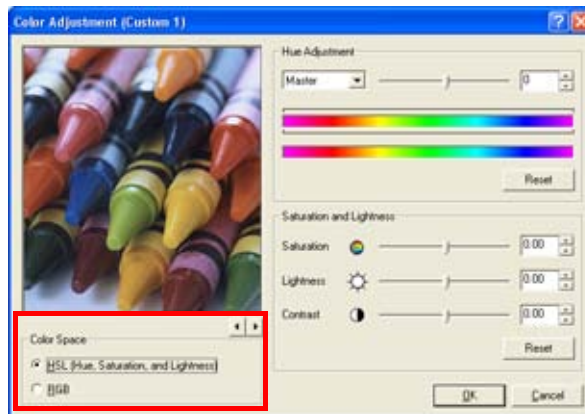 Color Adjustment (Custom 1)
Hue Adjustment
Master
0
Reset
Saturation and Lightness
Saturation
0.00
Lightness
0.00
Contrast
0.00
Reset
Color Space
HSL (Hue, Saturation, and Lightness)
RGB
OK
Cancel